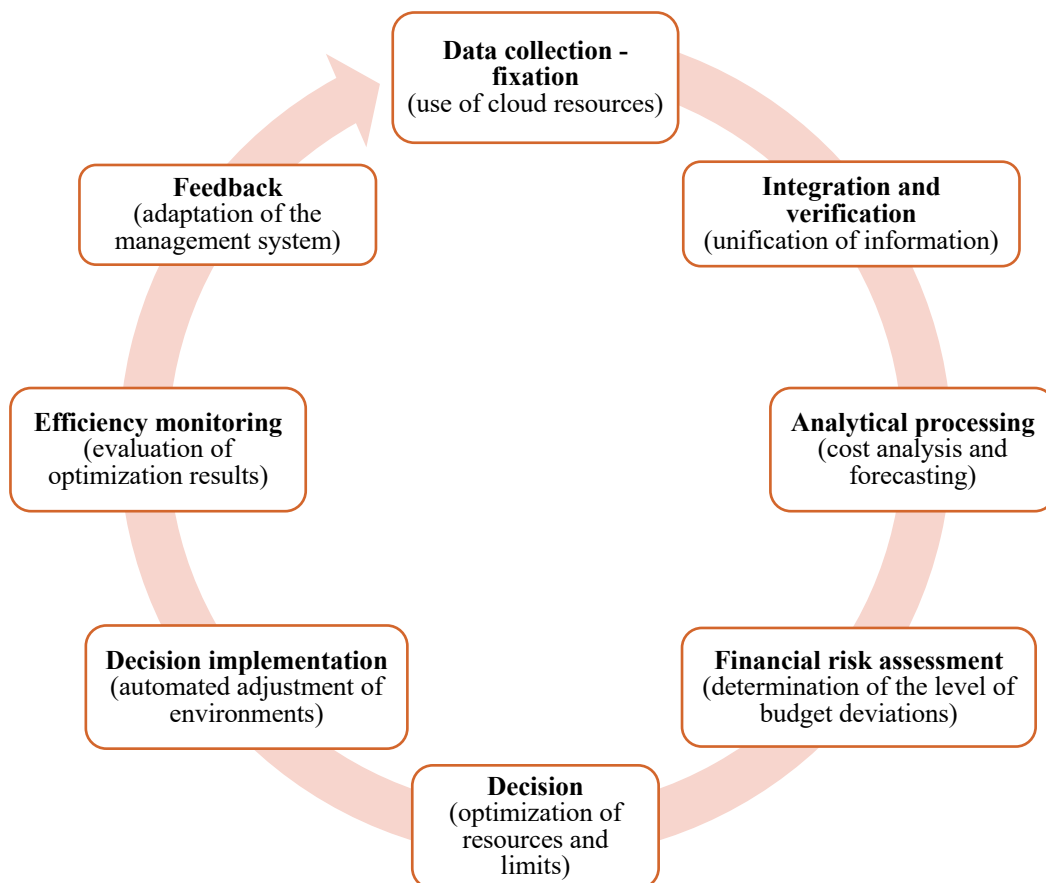 Data collection -
fixation
(use of cloud resources)
Integration and
verification
(unification of information)
Analytical processing
(cost analysis and
forecasting)
Financial risk assessment
(determination of the level of
budget deviations)
Decision
(optimization of
resources and
limits)
Decision implementation
(automated adjustment of
environments)
Efficiency monitoring
(evaluation of
optimization results)
Feedback
(adaptation of the
management system)